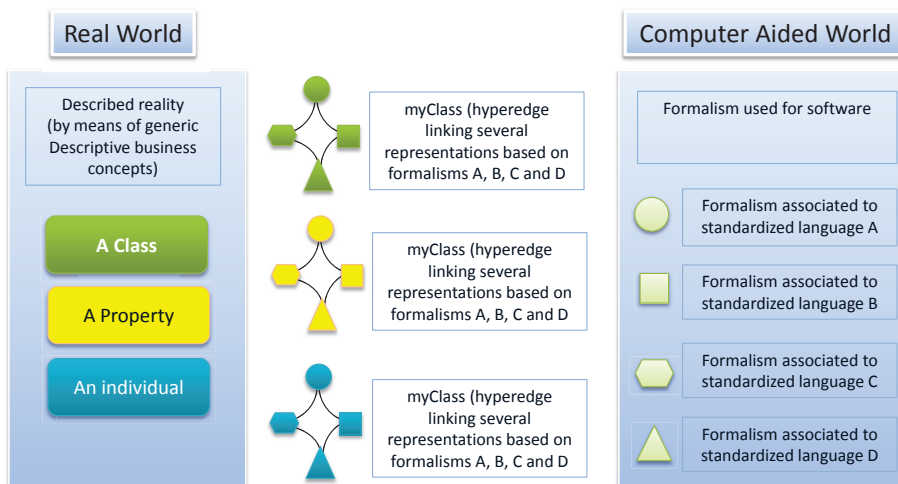 Real World
Described reality
(by means of generic
Descriptive business
concepts)
A Class
A Property
An individual
myClass (hyperedge
linking several
representations based on
formalisms A, B, C and D
myClass (hyperedge
linking several
representations based on
formalisms A, B, C and D
myClass (hyperedge
linking several
representations based on
formalisms A, B, C and D
Computer Aided World
Formalism used for software
Formalism associated to
standardized language A
Formalism associated to
standardized language B
Formalism associated to
standardized language C
Formalism associated to
standardized language D